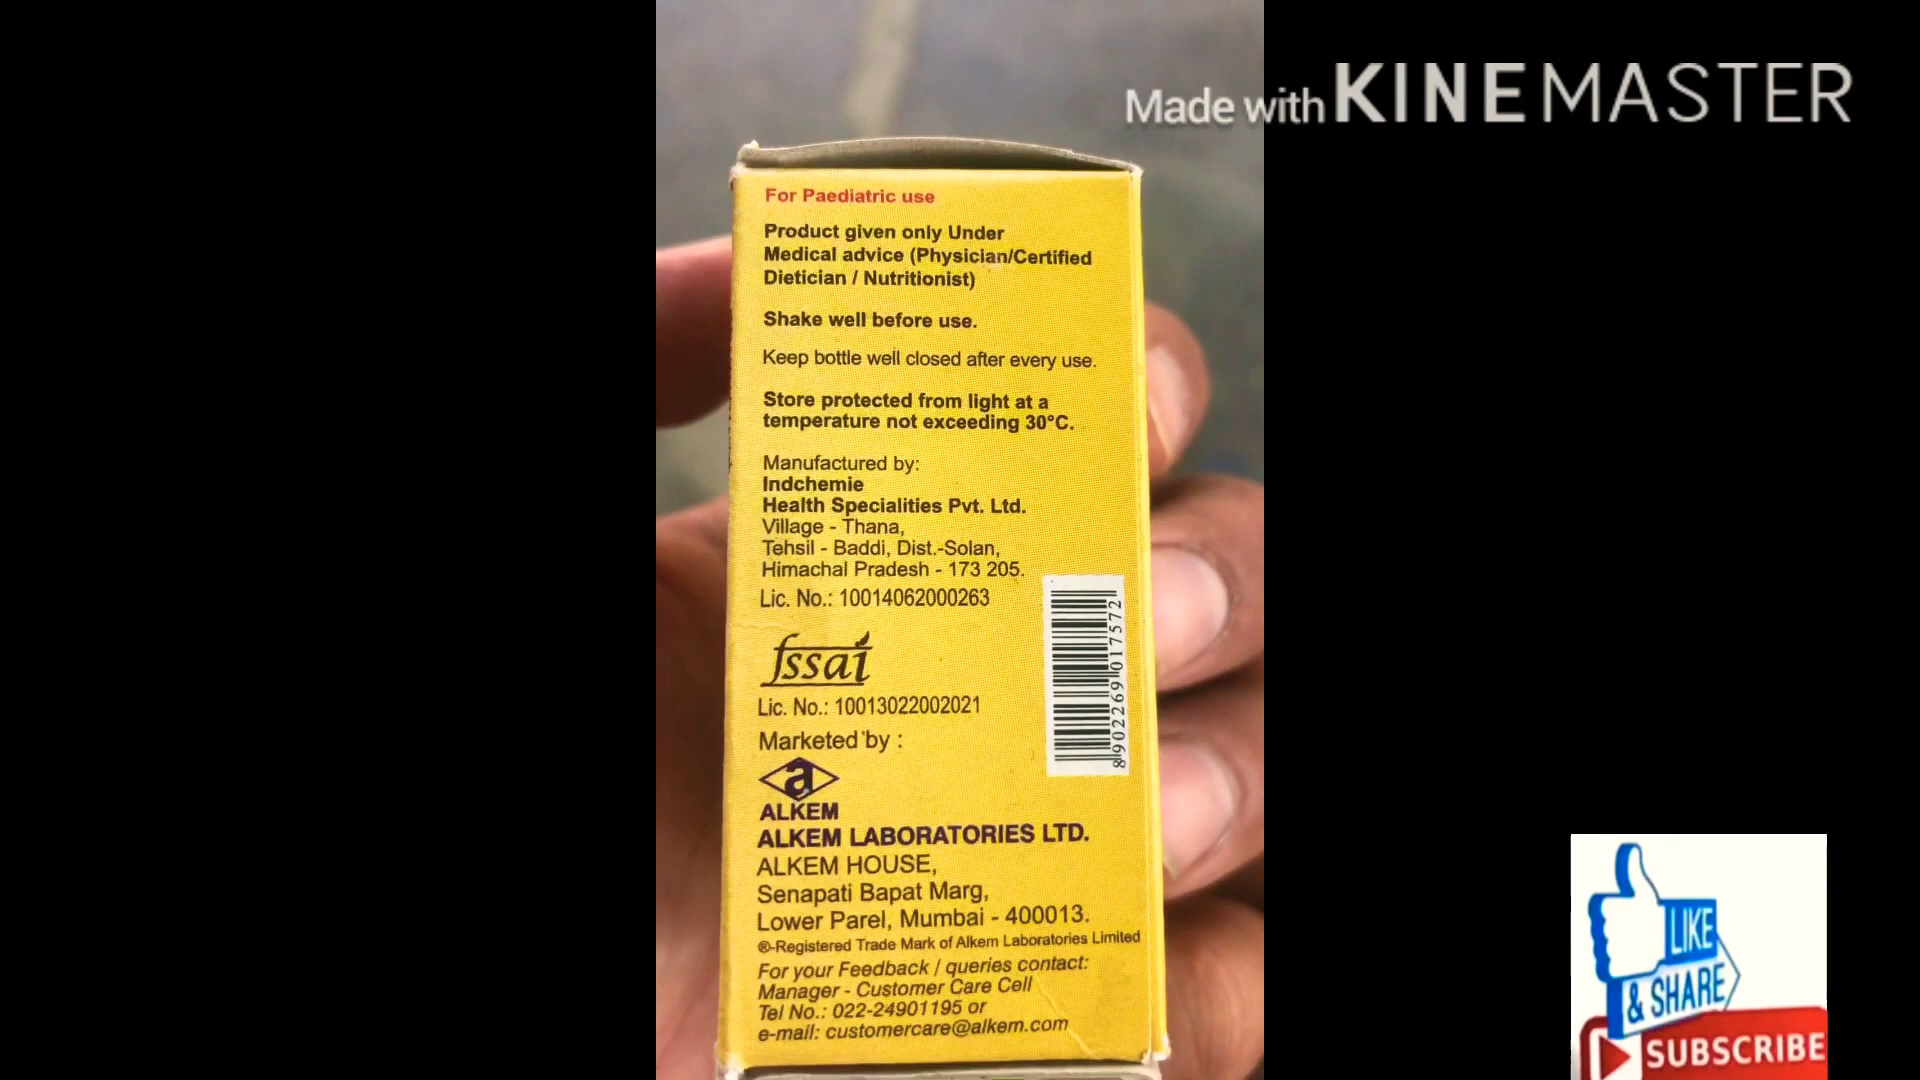 Made with KINEMASTER
For Paediatric use
Product given only Under
Medical advice (Physician/Certified
Dietician / Nutritionist)
Shake well before use.
Keep bottle well closed after every use.
Store protected from light at a
temperature not exceeding 30°C.
Manufactured by:
Indchemie
Health Specialities Pvt. Ltd.
Village - Thana,
Tehsil - Baddi, Dist.-Solan,
Himachal Pradesh - 173 205.
Lic. No.: 10014062000263
fssai
Lic. No.: 10013022002021
8902269017572
Marketed by :
a
ALKEM
ALKEM LABORATORIES LTD.
ALKEM HOUSE,
Senapati Bapat Marg,
Lower Parel, Mumbai - 400013.
®-Registered Trade Mark of Alkem Laboratories Limited
For your Feedback / queries contact:
Manager - Customer Care Cell
Tel No.: 022-24901195 or
e-mail: customercare@alkem.com
LIKE
& SHARE
SUBSCRIBE